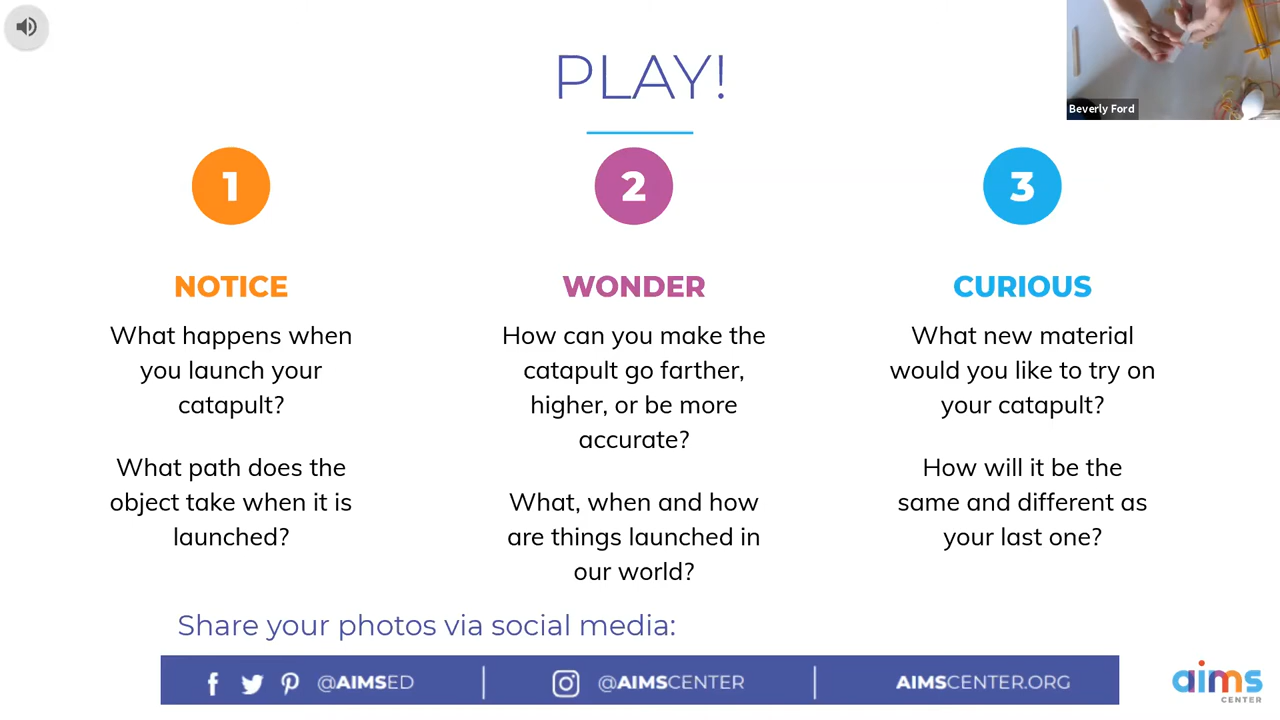 PLAY!
Beverly Ford
1
2
3
NOTICE
What happens when
you launch your
catapult?
What path does the
object take when it is
launched?
WONDER
How can you make the
catapult go farther,
higher, or be more
accurate?
What, when and how
are things launched in
our world?
CURIOUS
What new material
would you like to try on
your catapult?
How will it be the
same and different as
your last one?
Share your photos via social media:
@AIMSED
@AIMSCENTER
AIMSCENTER.ORG
aims
CENTER